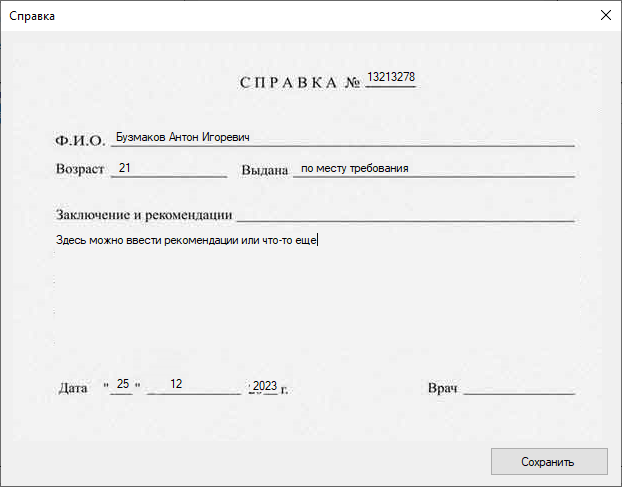 Справка
СПРАВКА № 13213278
Ф.И.О. Бузмаков Антон Игоревич
Возраст 21 Выдана по месту требования
Заключение и рекомендации
Здесь можно ввести рекомендации или что-то еще
Дата "25" 12 2023 г. Врач
Сохранить